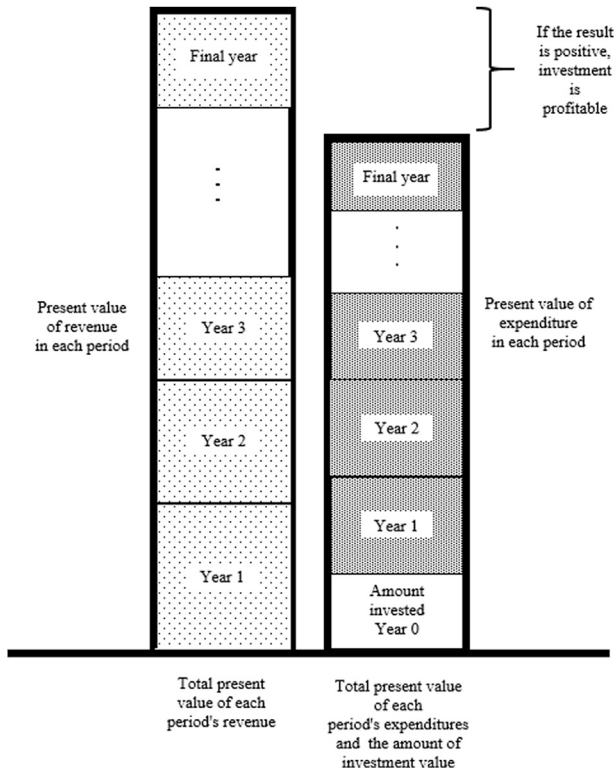 If the result
is positive,
investment
is
profitable
Final year
Final year
Present value
of revenue
in each period
Year 3
Year 2
Year 1
Present value of
expenditure
in each period
Year 3
Year 2
Year 1
Amount
invested
Year 0
Total present
value of each
period's revenue
Total present value
of each
period's expenditures
and the amount of
investment value